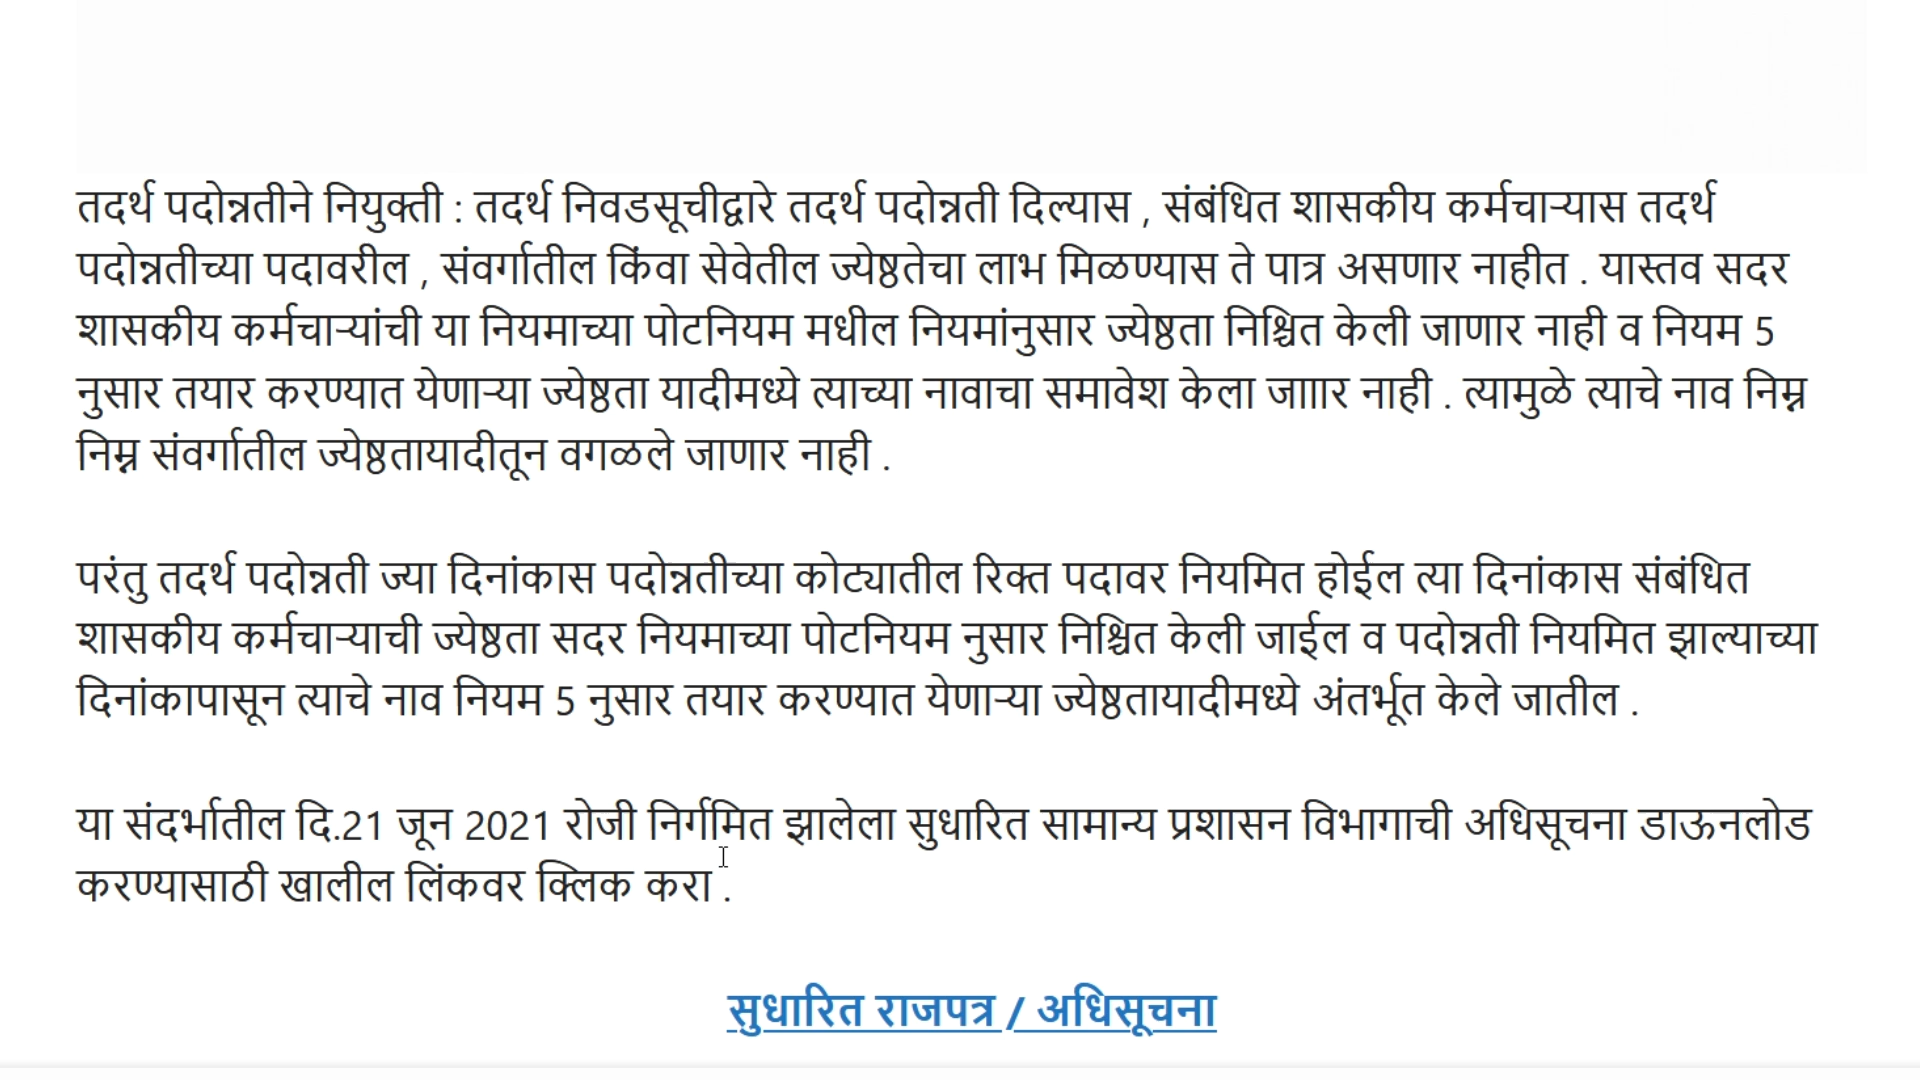 तदर्थ पदोन्नतीने नियुक्ती : तदर्थ निवडसूचीद्वारे तदर्थ पदोन्नती दिल्यास , संबंधित शासकीय कर्मचाऱ्यास तदर्थ
पदोन्नतीच्या पदावरील , संवर्गातील किंवा सेवेतील ज्येष्ठतेचा लाभ मिळण्यास ते पात्र असणार नाहीत . यास्तव सदर
शासकीय कर्मचाऱ्यांची या नियमाच्या पोटनियम मधील नियमांनुसार ज्येष्ठता निश्चित केली जाणार नाही व नियम 5
नुसार तयार करण्यात येणाऱ्या ज्येष्ठता यादीमध्ये त्याच्या नावाचा समावेश केला जााार नाही . त्यामुळे त्याचे नाव निम्न
निम्न संवर्गातील ज्येष्ठतायादीतून वगळले जाणार नाही .
परंतु तदर्थ पदोन्नती ज्या दिनांकास पदोन्नतीच्या कोट्यातील रिक्त पदावर नियमित होईल त्या दिनांकास संबंधित
शासकीय कर्मचाऱ्याची ज्येष्ठता सदर नियमाच्या पोटनियम नुसार निश्चित केली जाईल व पदोन्नती नियमित झाल्याच्या
दिनांकापासून त्याचे नाव नियम 5 नुसार तयार करण्यात येणाऱ्या ज्येष्ठतायादीमध्ये अंतर्भूत केले जातील .
या संदर्भातील दि.21 जून 2021 रोजी निर्गमित झालेला सुधारित सामान्य प्रशासन विभागाची अधिसूचना डाऊनलोड
करण्यासाठी खालील लिंकवर क्लिक करा .
सुधारित राजपत्र / अधिसूचना